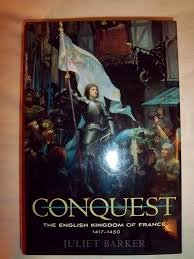 CONQUEST
THE ENGLISH KINGDOM OF FRANCE
1417-1450
JULIET BARKER